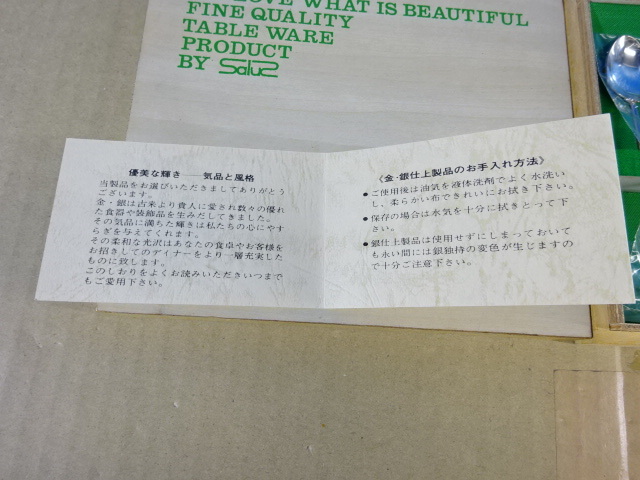 LOVE WHAT IS BEAUTIFUL
FINE QUALITY
TABLE WARE
PRODUCT
BY Salus
優美な輝き──気品と風格
当製品をお選びいただきましてありがとう
ございます。
金・銀は古来より貴人に愛され数々の優れ
た食器や装飾品を生みだしてきました。
その気品に満ちた輝きは私たちの心にやす
らぎを与えてくれます。
その柔和な光沢はあなたの食卓やお客様を
お招きしてのディナーをより一層充実した
ものに致します。
このしおりをよくお読みいただきいつまで
もご愛用下さい。
《金・銀仕上製品のお手入れ方法》
●ご使用後は油気を液体洗剤でよく水洗い
し、柔らかい布できれいにお拭き下さい。
●保存の場合は水気を十分に拭きとって下
さい。
●銀仕上製品は使用せずにしまっておいて
も永い間には銀独特の変色が生じますの
で十分ご注意下さい。